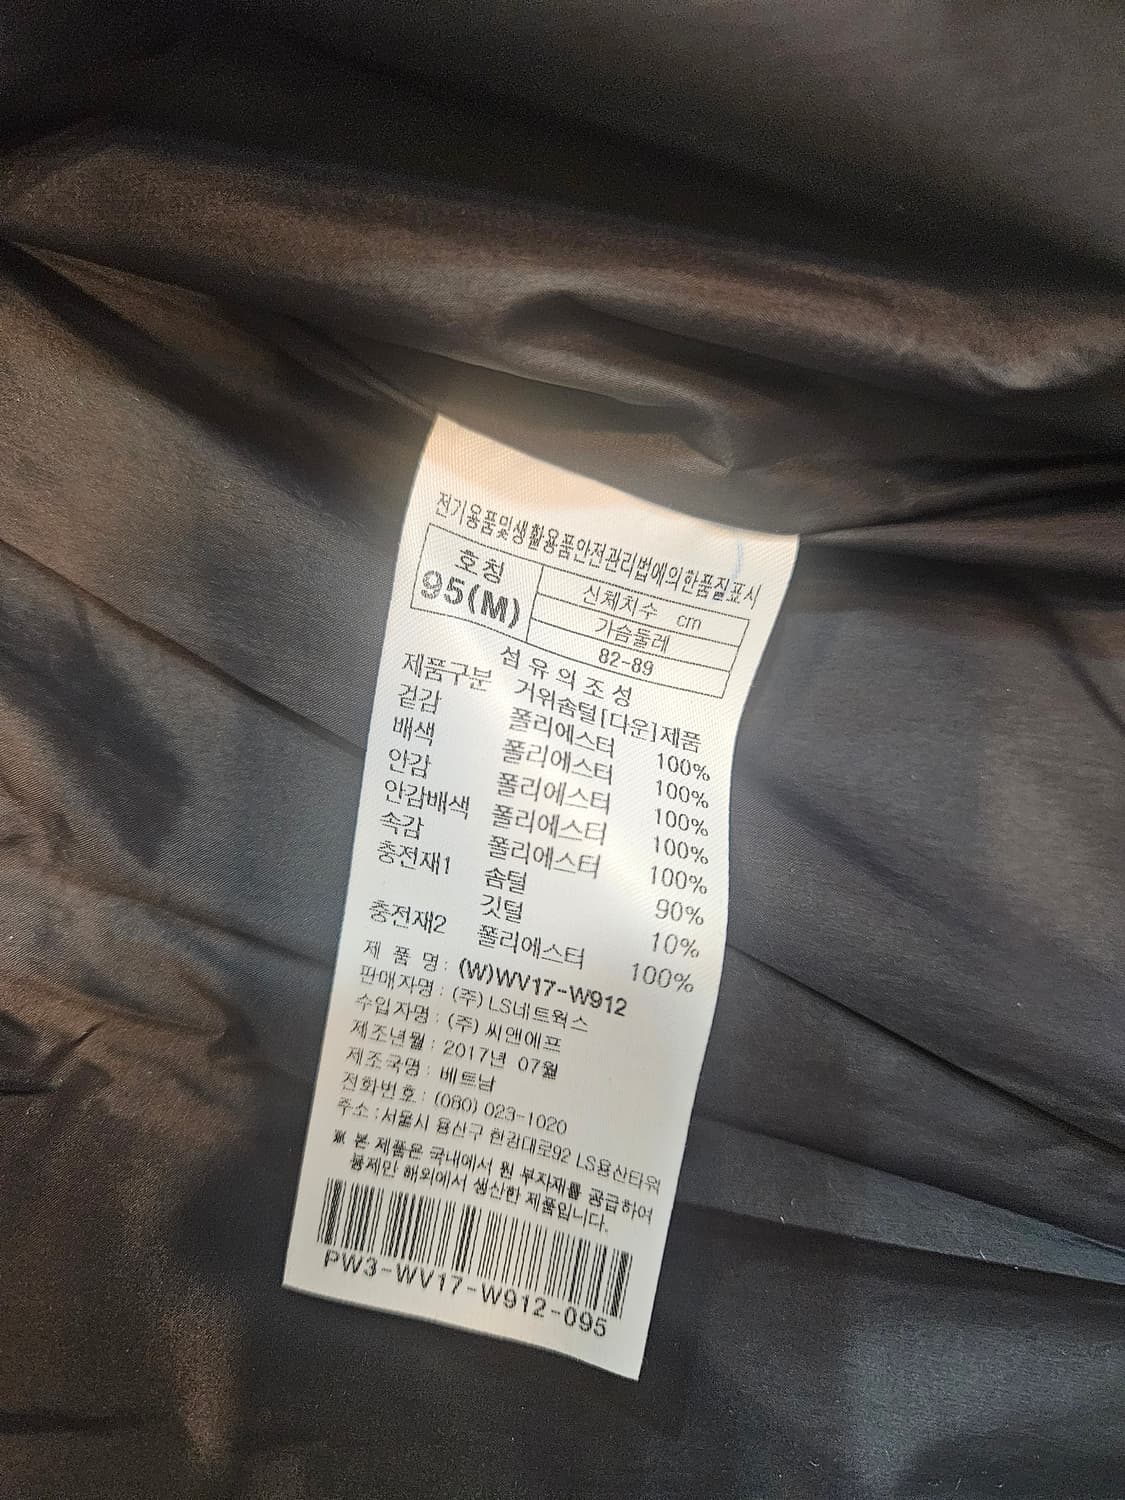 전기용품및생활용품안전관리법에의한품질표시
호칭 신체치수 cm
95(M) 가슴둘레
82-89
섬유의조성
제품구분 거위솜털[다운]제품
겉감 폴리에스터 100%
배색 폴리에스터 100%
안감 폴리에스터 100%
안감배색 폴리에스터 100%
속감 폴리에스터 100%
충전재1 솜털 90%
깃털 10%
충전재2 폴리에스터 100%
제 품 명 : (W)WV17-W912
판매자명 : (주)LS네트웍스
수입자명 : (주)씨앤에프
제조년월 : 2017년 07월
제조국명 : 베트남
전화번호 : (080) 023-1020
주소 : 서울시 용산구 한강대로92 LS용산타워
※ 본 제품은 국내에서 원 부자재를 공급하여
봉제만 해외에서 생산한 제품입니다.
PW3-WV17-W912-095